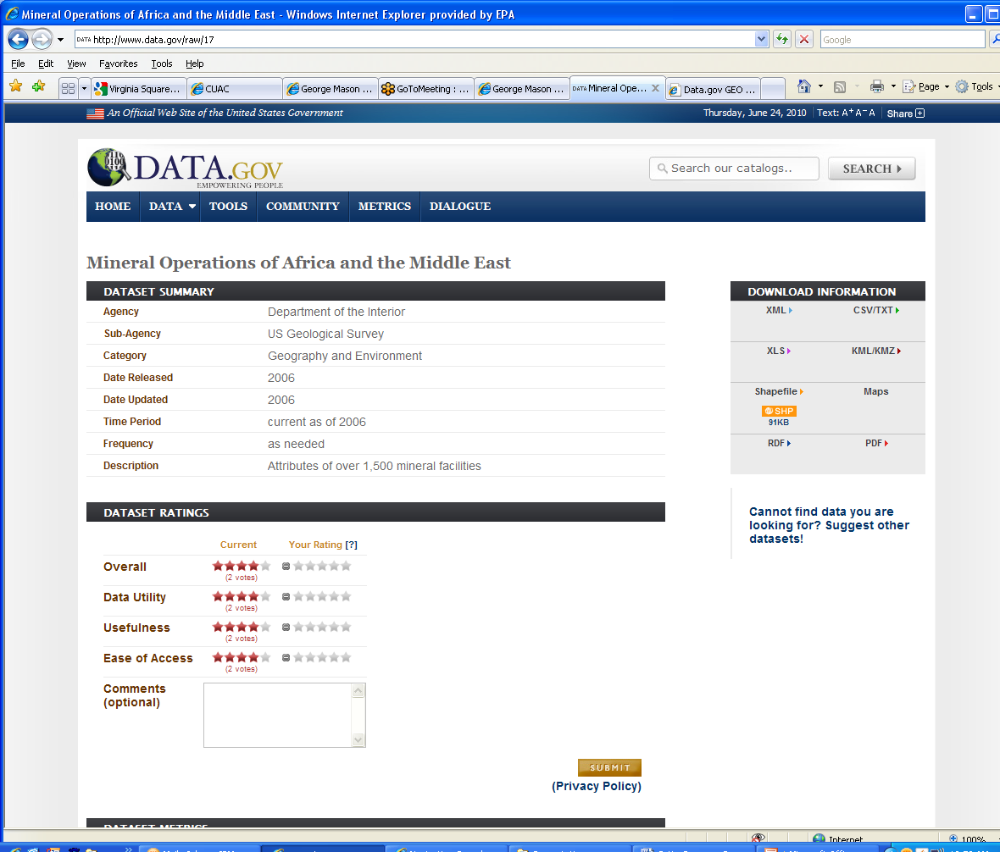 Mineral Operations of Africa and the Middle East - Windows Internet Explorer provided by EPA
DATA http://www.data.gov/raw/17
Google
File Edit View Favorites Tools Help
Virginia Square... CUAC George Mason ... GoToMeeting : ... George Mason ... DATA Mineral Ope... X Data.gov GEO ... Page Tools
An Official Web Site of the United States Government
Thursday, June 24, 2010 Text: A+ A− A Share
DATA.GOV
EMPOWERING PEOPLE
Search our catalogs..
SEARCH
HOME DATA TOOLS COMMUNITY METRICS DIALOGUE
Mineral Operations of Africa and the Middle East
DATASET SUMMARY
Agency Department of the Interior
Sub-Agency US Geological Survey
Category Geography and Environment
Date Released 2006
Date Updated 2006
Time Period current as of 2006
Frequency as needed
Description Attributes of over 1,500 mineral facilities
DOWNLOAD INFORMATION
XML CSV/TXT
XLS KML/KMZ
Shapefile Maps
SHP
91KB
RDF PDF
Cannot find data you are
looking for? Suggest other
datasets!
DATASET RATINGS
Current Your Rating [?]
Overall
(2 votes)
Data Utility
(2 votes)
Usefulness
(2 votes)
Ease of Access
(2 votes)
Comments
(optional)
SUBMIT
(Privacy Policy)
DATASET METRICS
Internet 100%